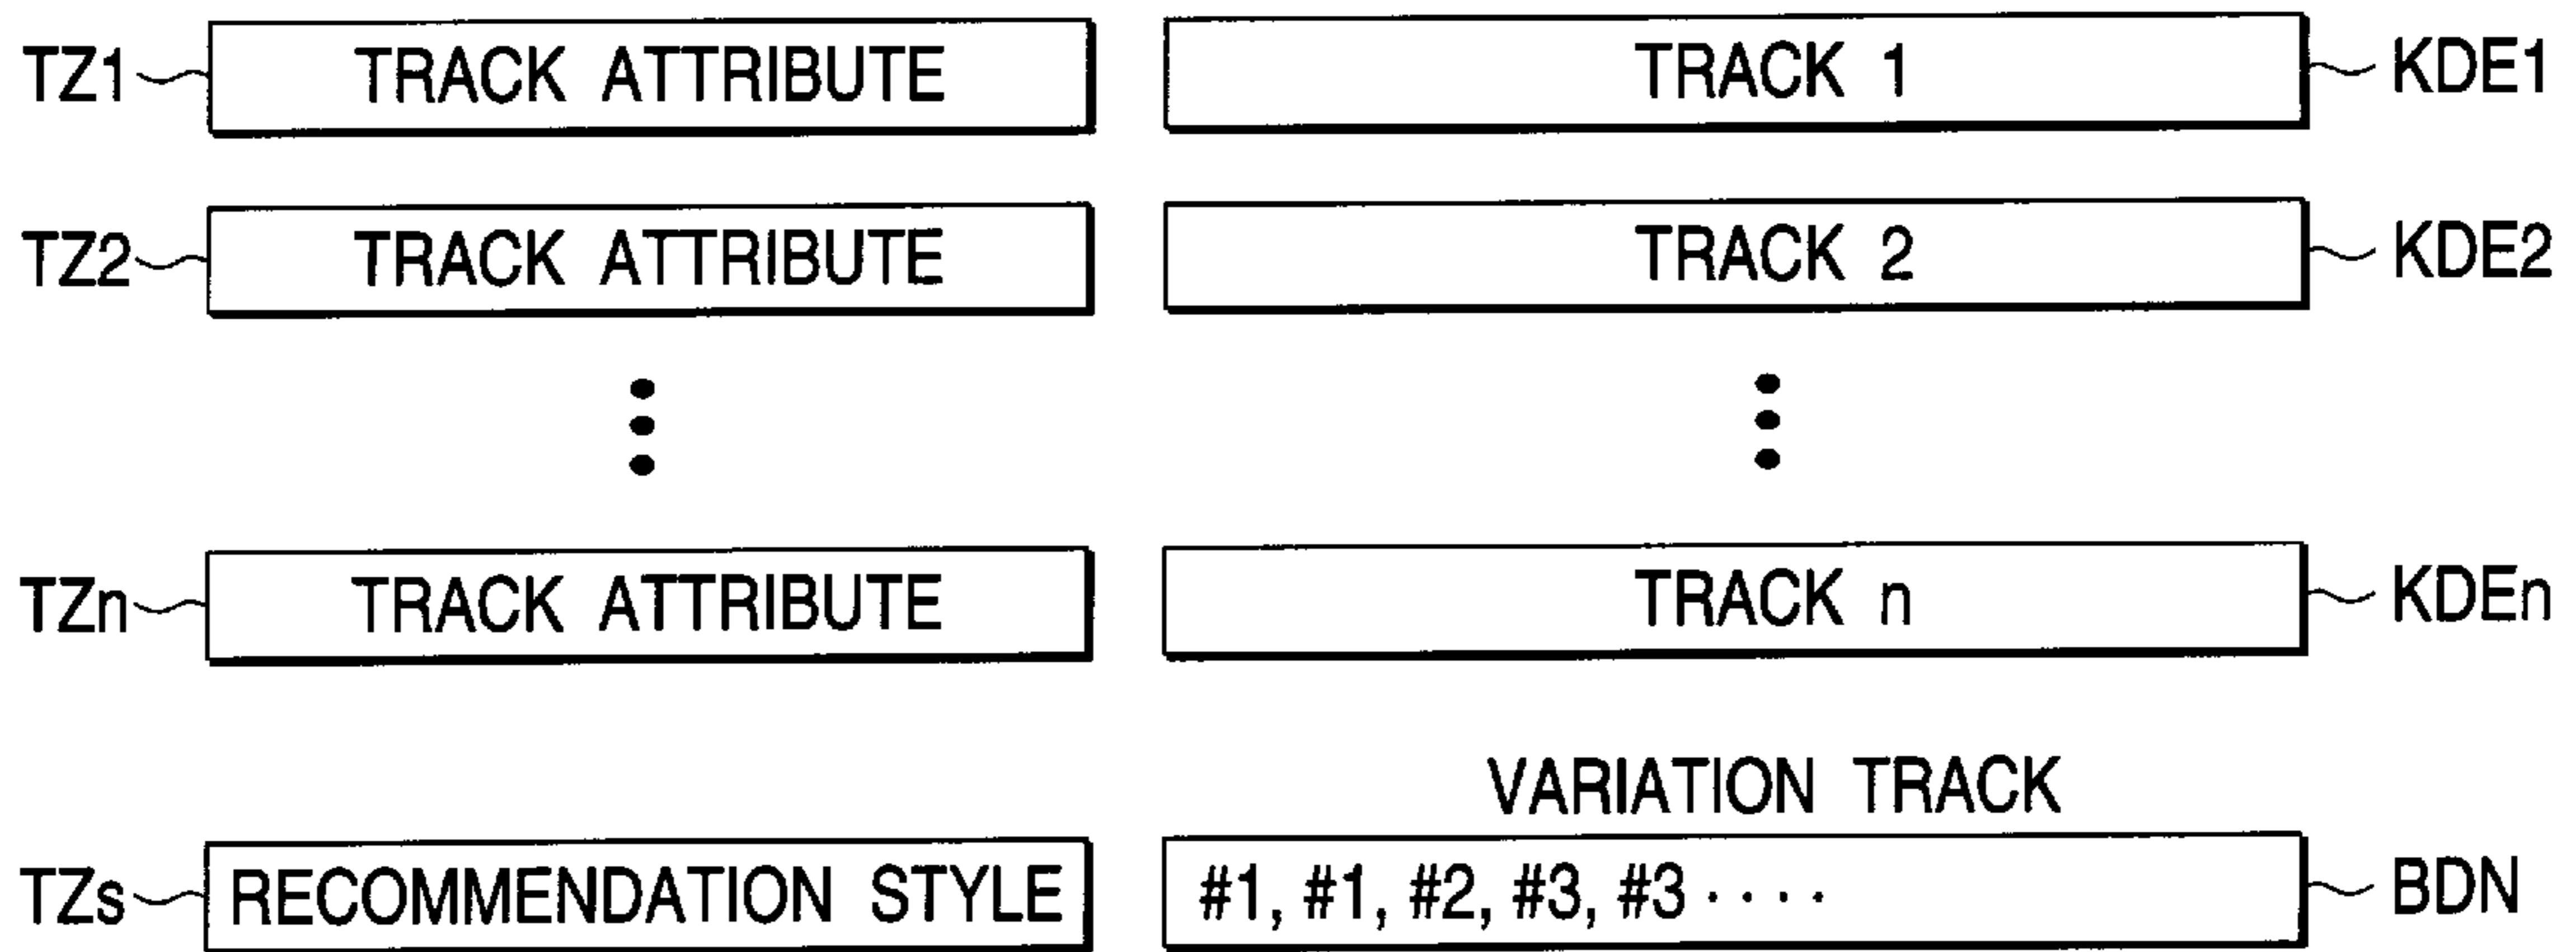 TZ1 TRACK ATTRIBUTE TRACK 1 KDE1
TZ2 TRACK ATTRIBUTE TRACK 2 KDE2
TZn TRACK ATTRIBUTE TRACK n KDEn
VARIATION TRACK
TZs RECOMMENDATION STYLE #1, #1, #2, #3, #3 · · · · BDN